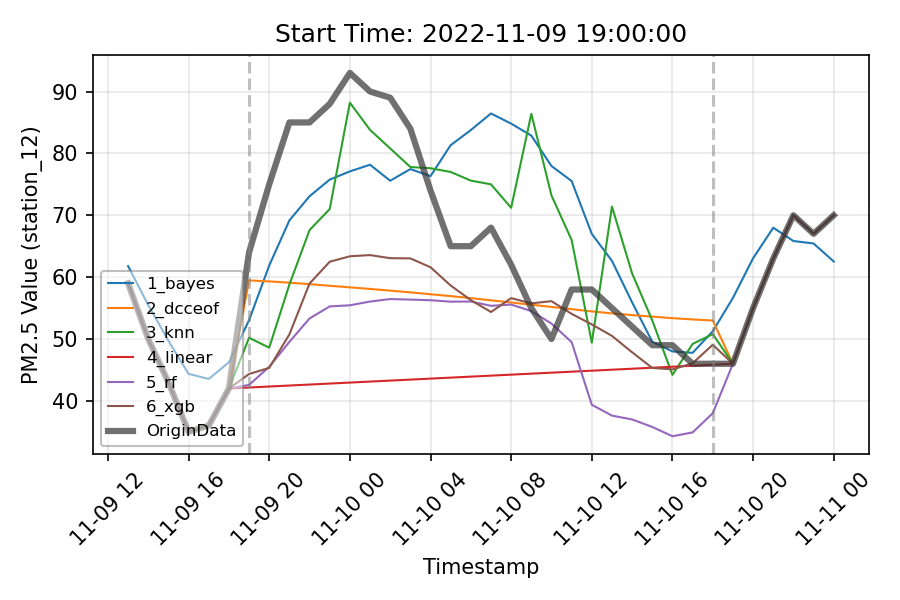 Start Time: 2022-11-09 19:00:00
PM2.5 Value (station_12)
90
80
70
60
50
40
1_bayes
2_dcceof
3_knn
4_linear
5_rf
6_xgb
OriginData
11-09 12
11-09 16
11-09 20
11-10 00
11-10 04
11-10 08
11-10 12
11-10 16
11-10 20
11-11 00
Timestamp